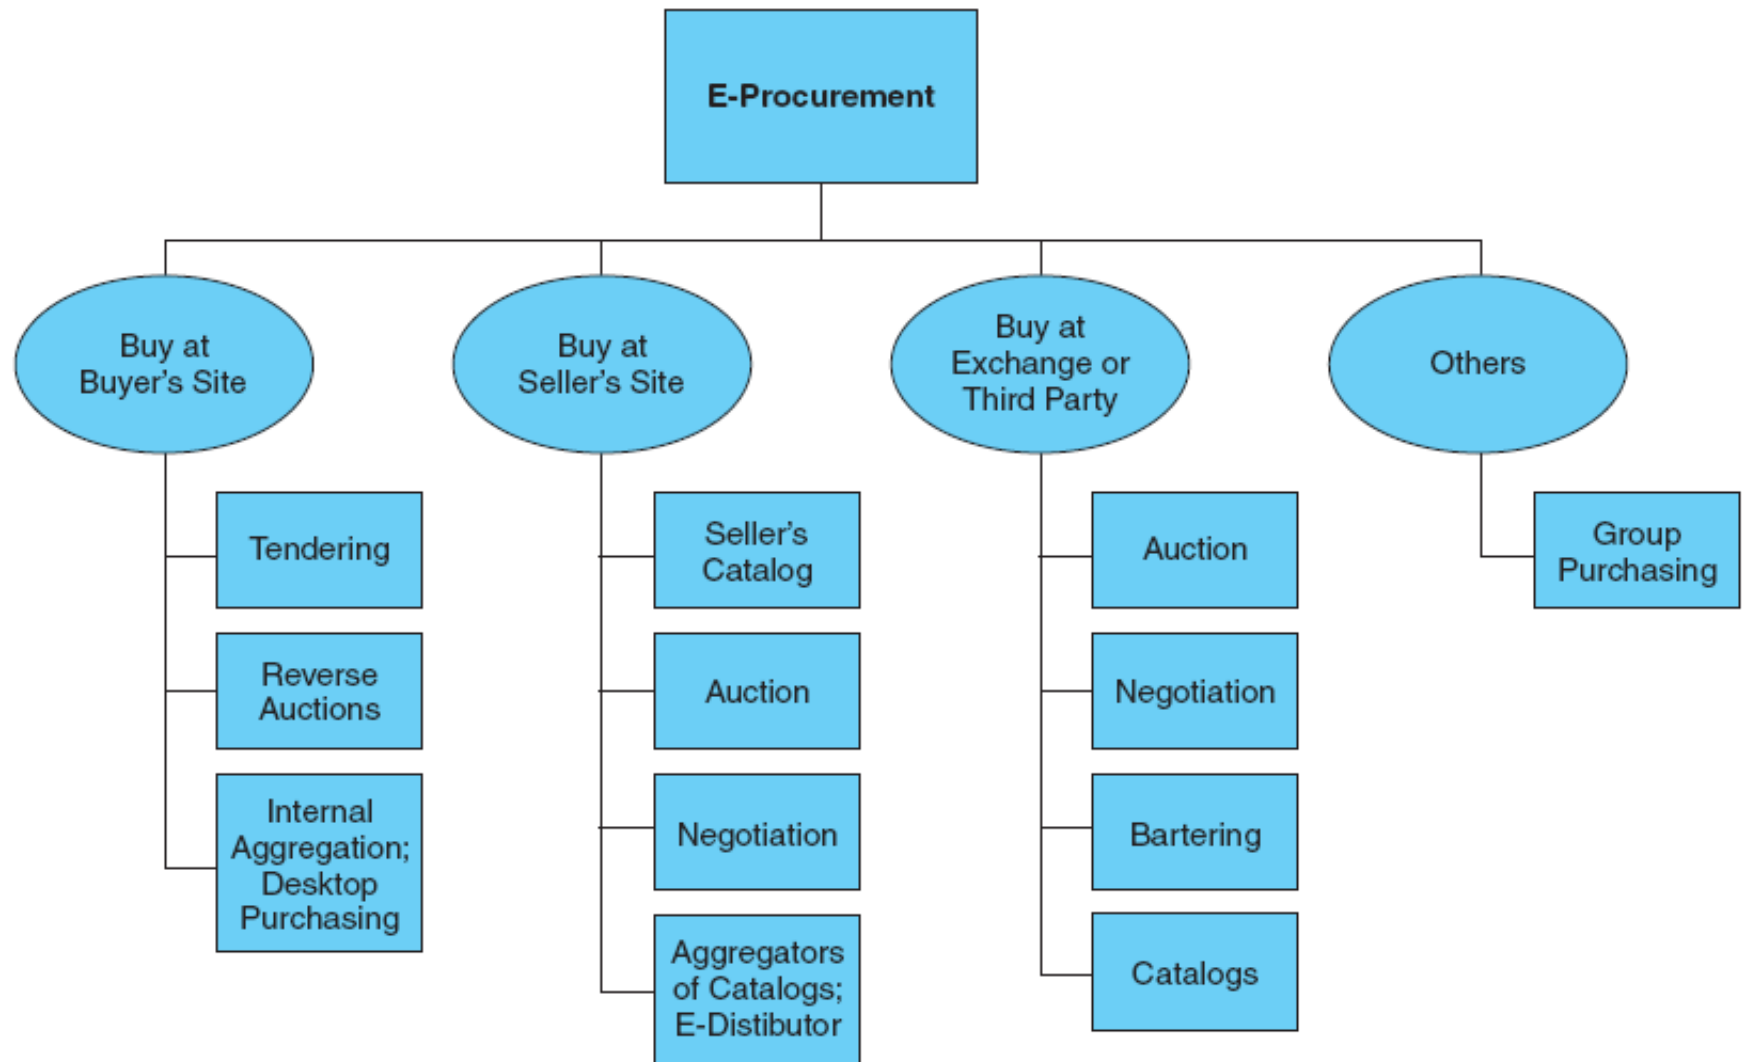 E-Procurement
Buy at
Buyer's Site
Buy at
Seller's Site
Buy at
Exchange or
Third Party
Others
Tendering
Reverse
Auctions
Internal
Aggregation;
Desktop
Purchasing
Seller's
Catalog
Auction
Negotiation
Aggregators
of Catalogs;
E-Distibutor
Auction
Negotiation
Bartering
Catalogs
Group
Purchasing